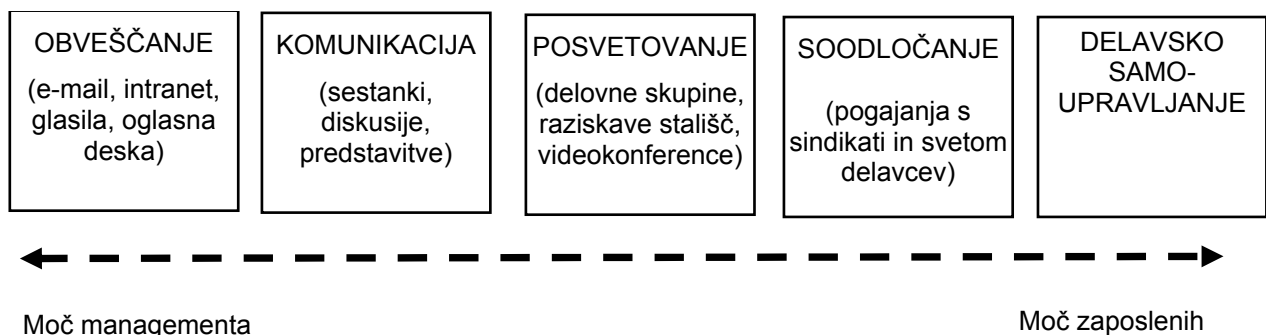 OBVEŠČANJE
(e-mail, intranet,
glasila, oglasna
deska)
KOMUNIKACIJA
(sestanki,
diskusije,
predstavitve)
POSVETOVANJE
(delovne skupine,
raziskave stališč,
videokonference)
SOODLOČANJE
(pogajanja s
sindikati in svetom
delavcev)
DELAVSKO
SAMO-
UPRAVLJANJE
Moč managementa
Moč zaposlenih